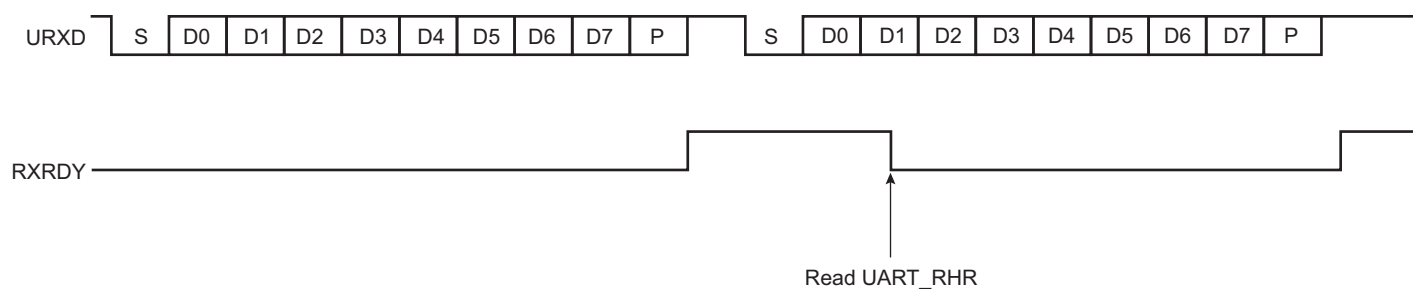 URXD S D0 D1 D2 D3 D4 D5 D6 D7 P S D0 D1 D2 D3 D4 D5 D6 D7 P
RXRDY
Read UART_RHR